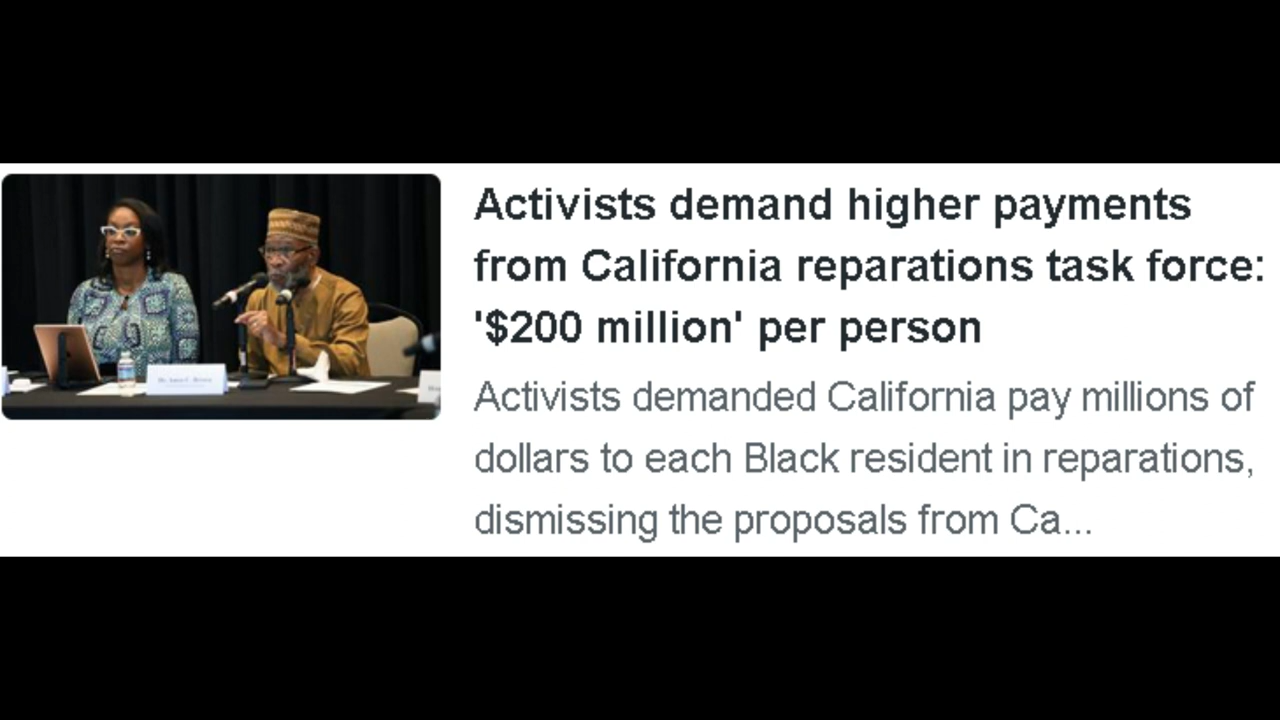 Activists demand higher payments
from California reparations task force:
'$200 million' per person
Activists demanded California pay millions of
dollars to each Black resident in reparations,
dismissing the proposals from Ca...